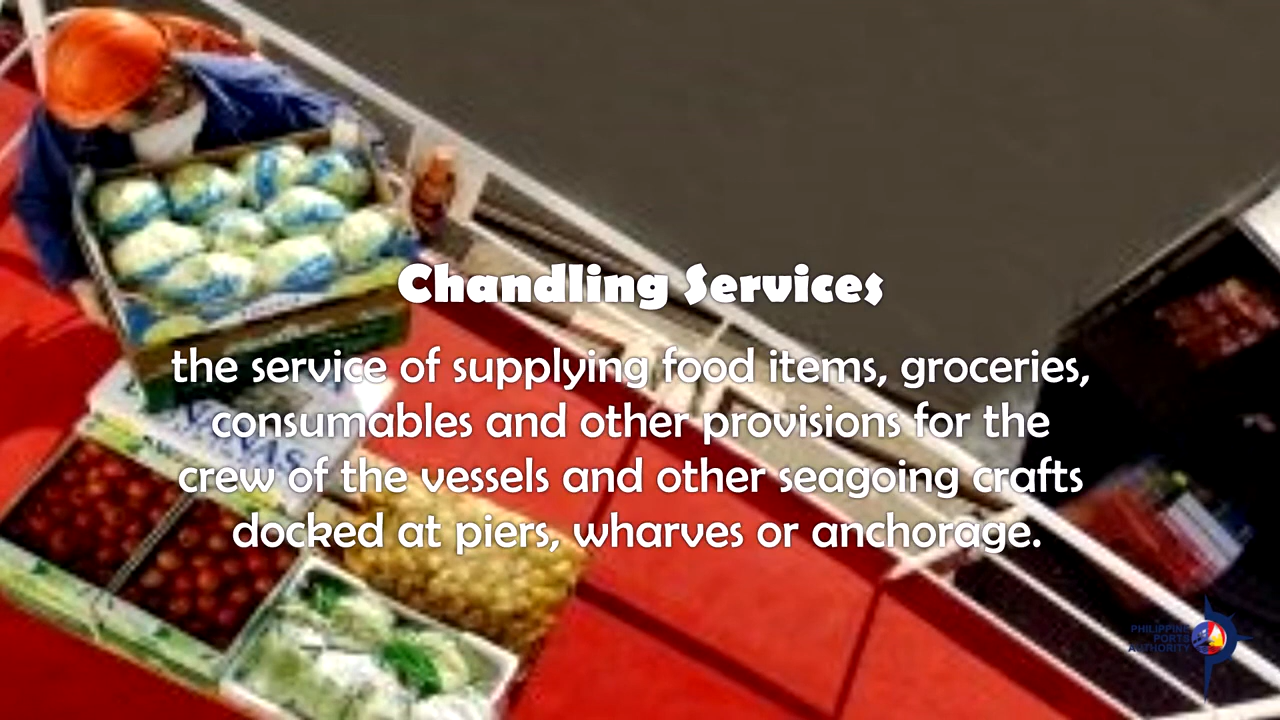 Chandling Services
the service of supplying food items, groceries,
consumables and other provisions for the
crew of the vessels and other seagoing crafts
docked at piers, wharves or anchorage.
PHILIPPINE
PORTS
AUTHORITY